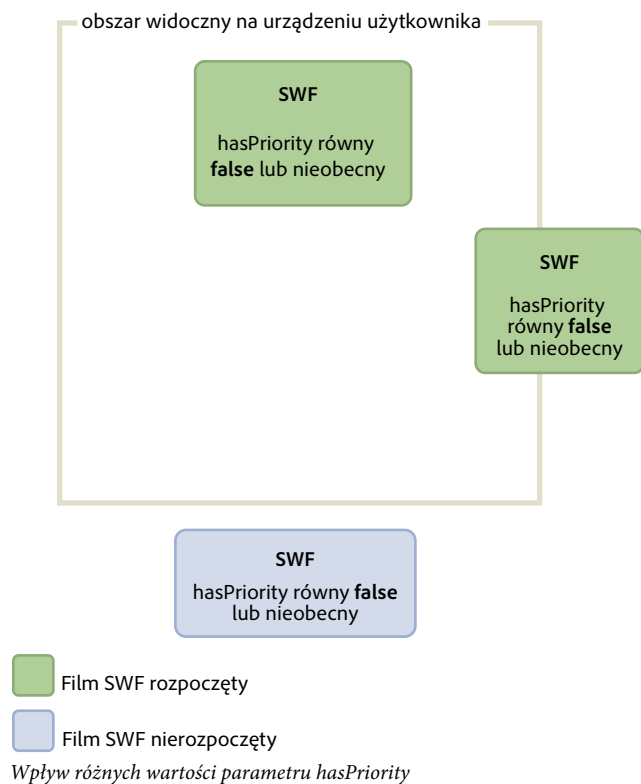 obszar widoczny na urządzeniu użytkownika
SWF
hasPriority równy
false lub nieobecny
SWF
hasPriority
równy false
lub nieobecny
SWF
hasPriority równy false
lub nieobecny
Film SWF rozpoczęty
Film SWF nierozpoczęty
Wpływ różnych wartości parametru hasPriority